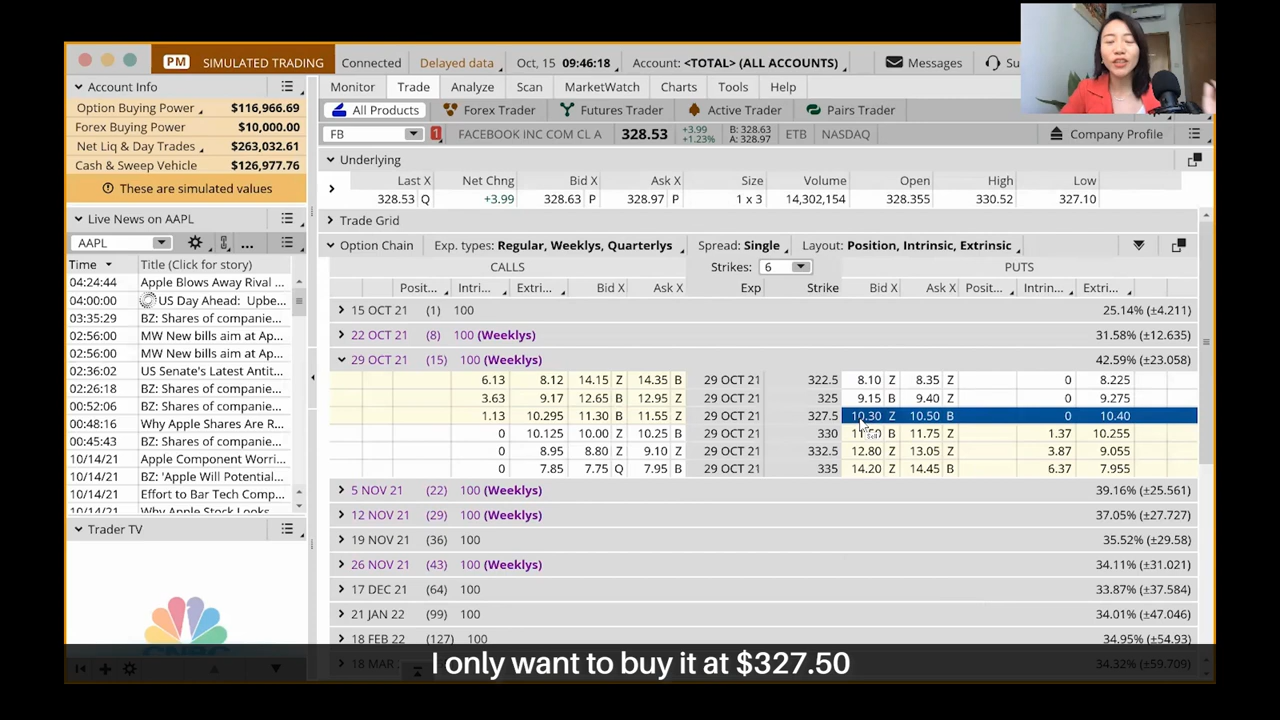 PM SIMULATED TRADING Connected Delayed data Oct, 15 09:46:18 Account: <TOTAL> (ALL ACCOUNTS) Messages Su
Account Info
Option Buying Power $116,966.69
Forex Buying Power $10,000.00
Net Liq & Day Trades $263,032.61
Cash & Sweep Vehicle $126,977.76
These are simulated values
Live News on AAPL
AAPL ...
Time Title (Click for story)
04:24:44 Apple Blows Away Rival ...
04:00:00 US Day Ahead: Upbe...
03:35:29 BZ: Shares of companie...
02:56:00 MW New bills aim at Ap...
02:56:00 MW New bills aim at Ap...
02:36:02 US Senate's Latest Antit...
02:26:18 BZ: Shares of companie...
00:52:06 BZ: Shares of companie...
00:48:16 Why Apple Shares Are R...
00:45:43 BZ: Shares of companie...
10/14/21 Apple Component Worri...
10/14/21 BZ: 'Apple Will Potential...
10/14/21 Effort to Bar Tech Comp...
10/14/21 Why Apple Stock Looks
Trader TV
Monitor Trade Analyze Scan MarketWatch Charts Tools Help
All Products Forex Trader Futures Trader Active Trader Pairs Trader
FB 1 FACEBOOK INC COM CL A 328.53 +3.99 +1.23% B: 328.63 A: 328.97 ETB NASDAQ Company Profile
Underlying
Last X Net Chng Bid X Ask X Size Volume Open High Low
328.53 Q +3.99 328.63 P 328.97 P 1 x 3 14,302,154 328.355 330.52 327.10
Trade Grid
Option Chain Exp. types: Regular, Weeklys, Quarterlys Spread: Single Layout: Position, Intrinsic, Extrinsic
CALLS Strikes: 6 PUTS
Posit... Intri... Extri... Bid X Ask X Exp Strike Bid X Ask X Posit... Intrin... Extri...
15 OCT 21 (1) 100 25.14% (±4.211)
22 OCT 21 (8) 100 (Weeklys) 31.58% (±12.635)
29 OCT 21 (15) 100 (Weeklys) 42.59% (±23.058)
6.13 8.12 14.15 Z 14.35 B 29 OCT 21 322.5 8.10 Z 8.35 Z 0 8.225
3.63 9.17 12.65 B 12.95 Z 29 OCT 21 325 9.15 B 9.40 Z 0 9.275
1.13 10.295 11.30 B 11.55 Z 29 OCT 21 327.5 10.30 Z 10.50 B 0 10.40
0 10.125 10.00 Z 10.25 B 29 OCT 21 330 B 11.75 Z 1.37 10.255
0 8.95 8.80 Z 9.10 Z 29 OCT 21 332.5 12.80 Z 13.05 Z 3.87 9.055
0 7.85 7.75 Q 7.95 B 29 OCT 21 335 14.20 Z 14.45 B 6.37 7.955
5 NOV 21 (22) 100 (Weeklys) 39.16% (±25.561)
12 NOV 21 (29) 100 (Weeklys) 37.05% (±27.727)
19 NOV 21 (36) 100 35.52% (±29.58)
26 NOV 21 (43) 100 (Weeklys) 34.11% (±31.021)
17 DEC 21 (64) 100 33.87% (±37.584)
21 JAN 22 (99) 100 34.01% (±47.046)
18 FEB 22 (127) 100 34.95% (±54.93)
18 MAR 34.32% (±59.709)
I only want to buy it at $327.50